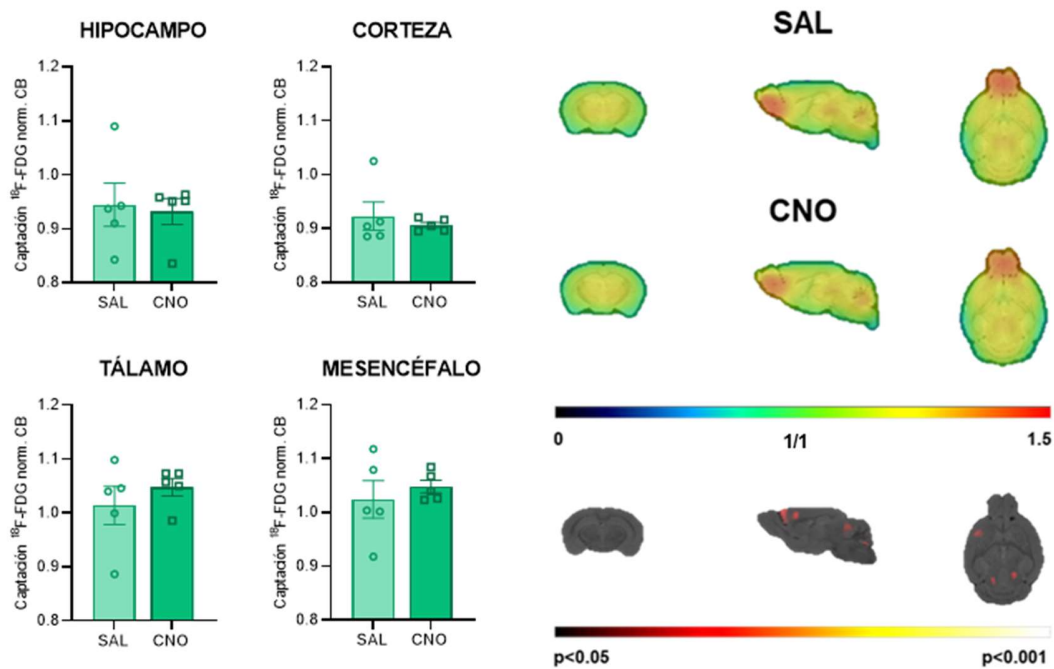 HIPOCAMPO
Captación ¹⁸F-FDG norm. CB
1.2
1.1
1.0
0.9
0.8
SAL
CNO
CORTEZA
Captación ¹⁸F-FDG norm. CB
1.2
1.1
1.0
0.9
0.8
SAL
CNO
TÁLAMO
Captación ¹⁸F-FDG norm. CB
1.2
1.1
1.0
0.9
0.8
SAL
CNO
MESENCÉFALO
Captación ¹⁸F-FDG norm. CB
1.2
1.1
1.0
0.9
0.8
SAL
CNO
SAL
CNO
0 1/1 1.5
p<0.05 p<0.001